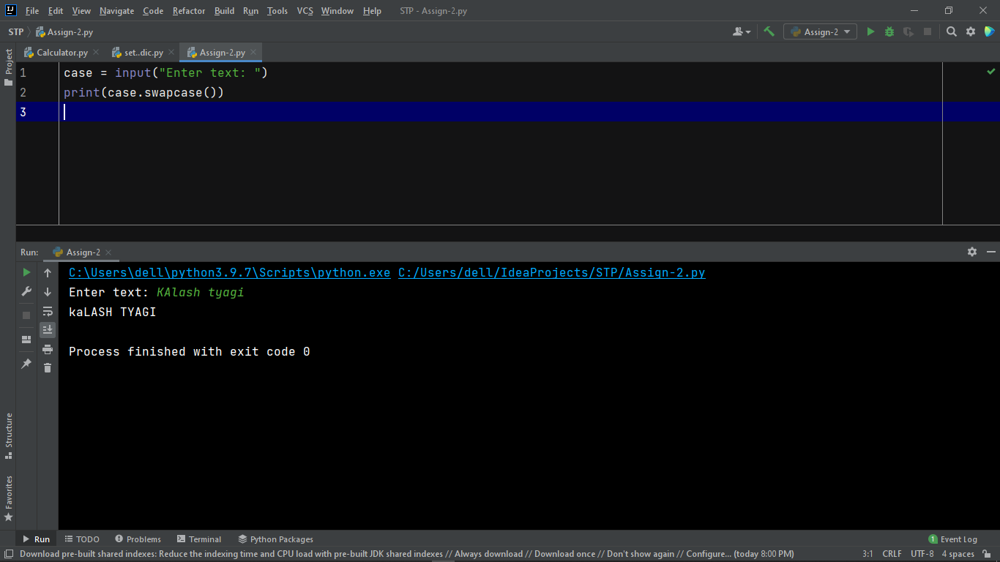 IJ File Edit View Navigate Code Refactor Build Run Tools VCS Window Help STP - Assign-2.py
STP Assign-2.py Assign-2
Project
Calculator.py set..dic.py Assign-2.py
1 case = input("Enter text: ")
2 print(case.swapcase())
3
Run: Assign-2
C:\Users\dell\python3.9.7\Scripts\python.exe C:/Users/dell/IdeaProjects/STP/Assign-2.py
Enter text: KAlash tyagi
kaLASH TYAGI
Process finished with exit code 0
Structure
Favorites
Run TODO Problems Terminal Python Packages 1 Event Log
Download pre-built shared indexes: Reduce the indexing time and CPU load with pre-built JDK shared indexes // Always download // Download once // Don't show again // Configure... (today 8:00 PM) 3:1 CRLF UTF-8 4 spaces